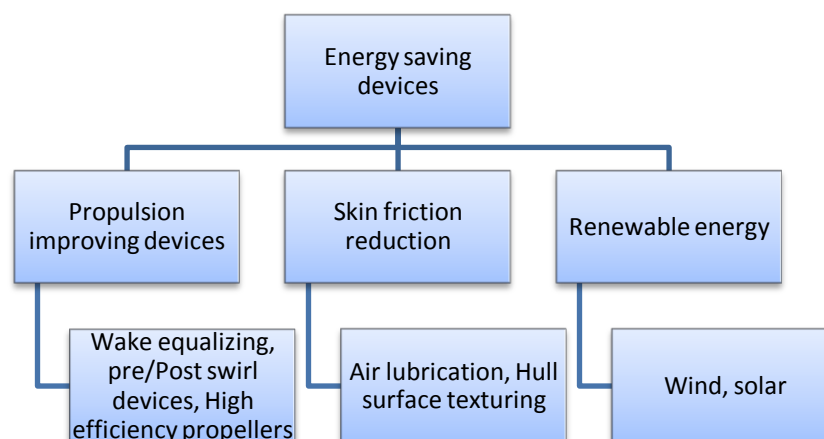 Energy saving
devices
Propulsion
improving devices
Skin friction
reduction
Renewable energy
Wake equalizing,
pre/Post swirl
devices, High
efficiency propellers
Air lubrication, Hull
surface texturing
Wind, solar